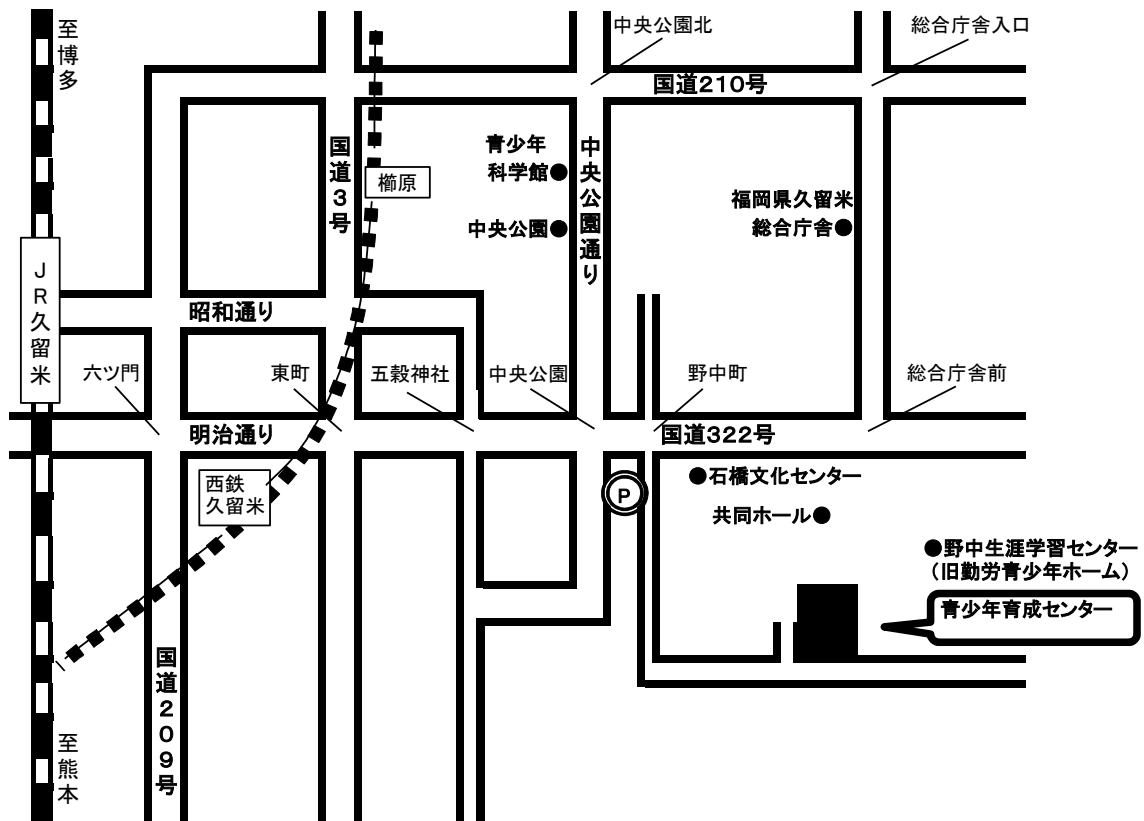 至博多
中央公園北
総合庁舎入口
国道210号
国道3号
青少年
科学館●
中央公園通り
櫛原
福岡県久留米
総合庁舎●
中央公園●
JR久留米
昭和通り
六ツ門
東町
五穀神社
中央公園
野中町
総合庁舎前
明治通り
国道322号
西鉄
久留米
P
●石橋文化センター
共同ホール●
●野中生涯学習センター
(旧勤労青少年ホーム)
青少年育成センター
国道209号
至熊本